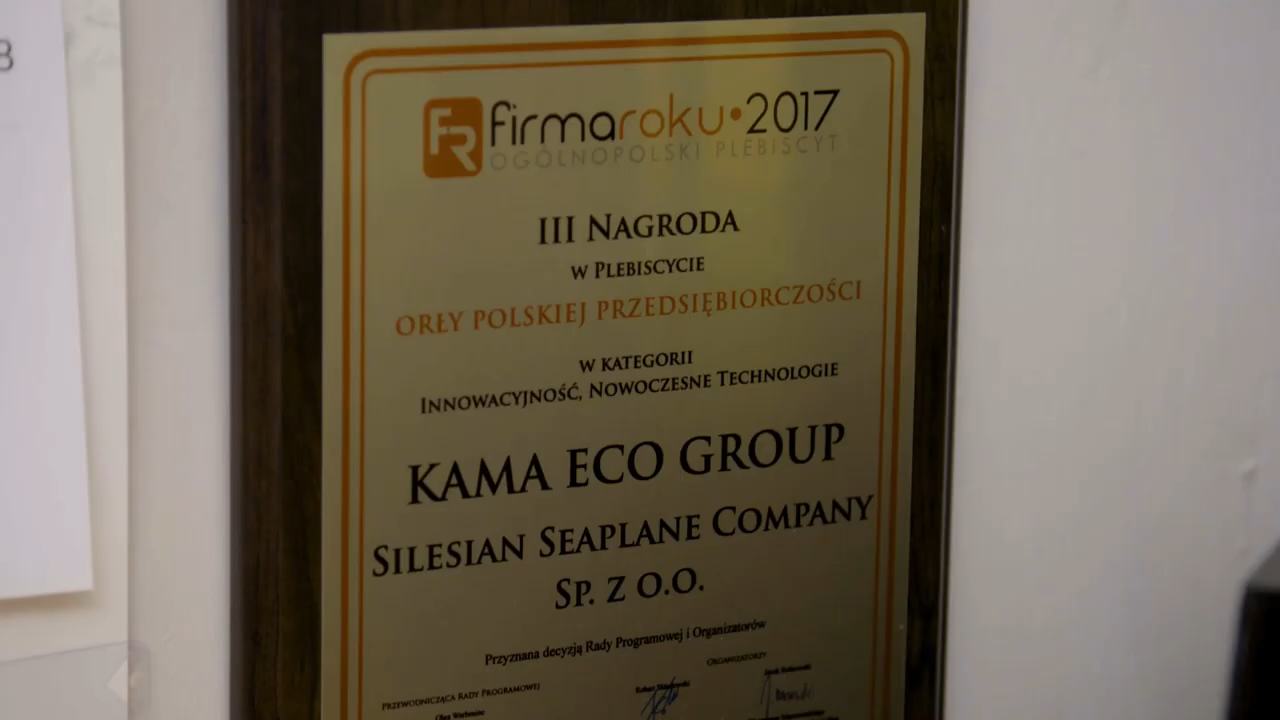 B
FR
firmaroku•2017
OGÓLNOPOLSKI PLEBISCYT
III NAGRODA
W PLEBISCYCIE
ORŁY POLSKIEJ PRZEDSIĘBIORCZOŚCI
W KATEGORII
INNOWACYJNOŚĆ, NOWOCZESNE TECHNOLOGIE
KAMA ECO GROUP
SILESIAN SEAPLANE COMPANY
SP. Z O.O.
Przyznana decyzją Rady Programowej i Organizatorów
PRZEWODNICZĄCA RADY PROGRAMOWEJ
ORGANIZATORZY